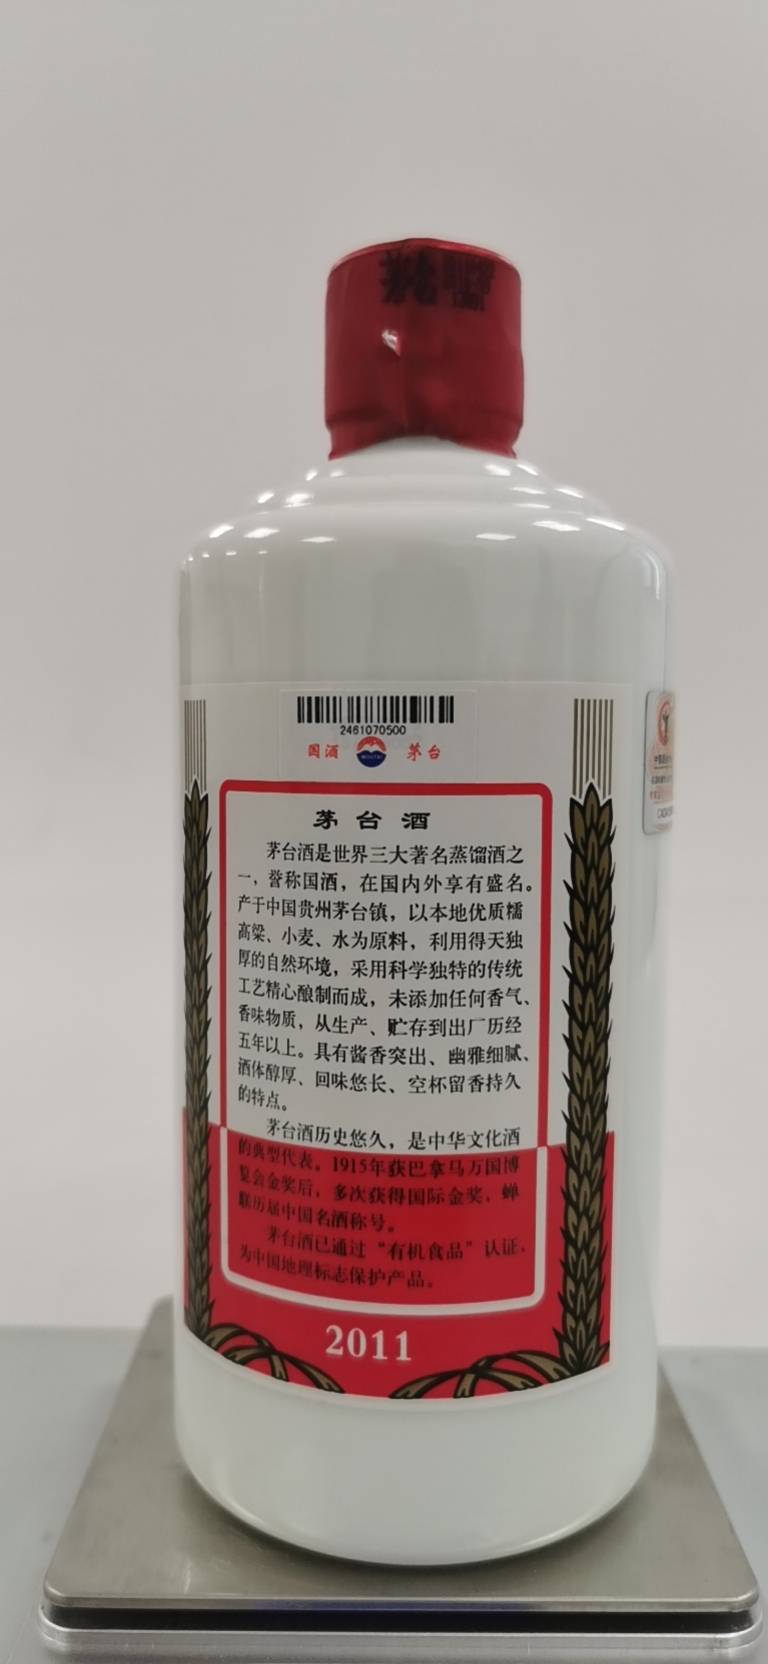 2461070500
国酒 茅台
茅台酒
茅台酒是世界三大著名蒸馏酒之
一，誉称国酒，在国内外享有盛名。
产于中国贵州茅台镇，以本地优质糯
高粱、小麦、水为原料，利用得天独
厚的自然环境，采用科学独特的传统
工艺精心酿制而成，未添加任何香气、
香味物质，从生产、贮存到出厂历经
五年以上。具有酱香突出、幽雅细腻、
酒体醇厚、回味悠长、空杯留香持久
的特点。
茅台酒历史悠久，是中华文化酒
的典型代表。1915年获巴拿马万国博
览会金奖后，多次获得国际金奖，蝉
联历届中国名酒称号。
茅台酒已通过“有机食品”认证，
为中国地理标志保护产品。
2011